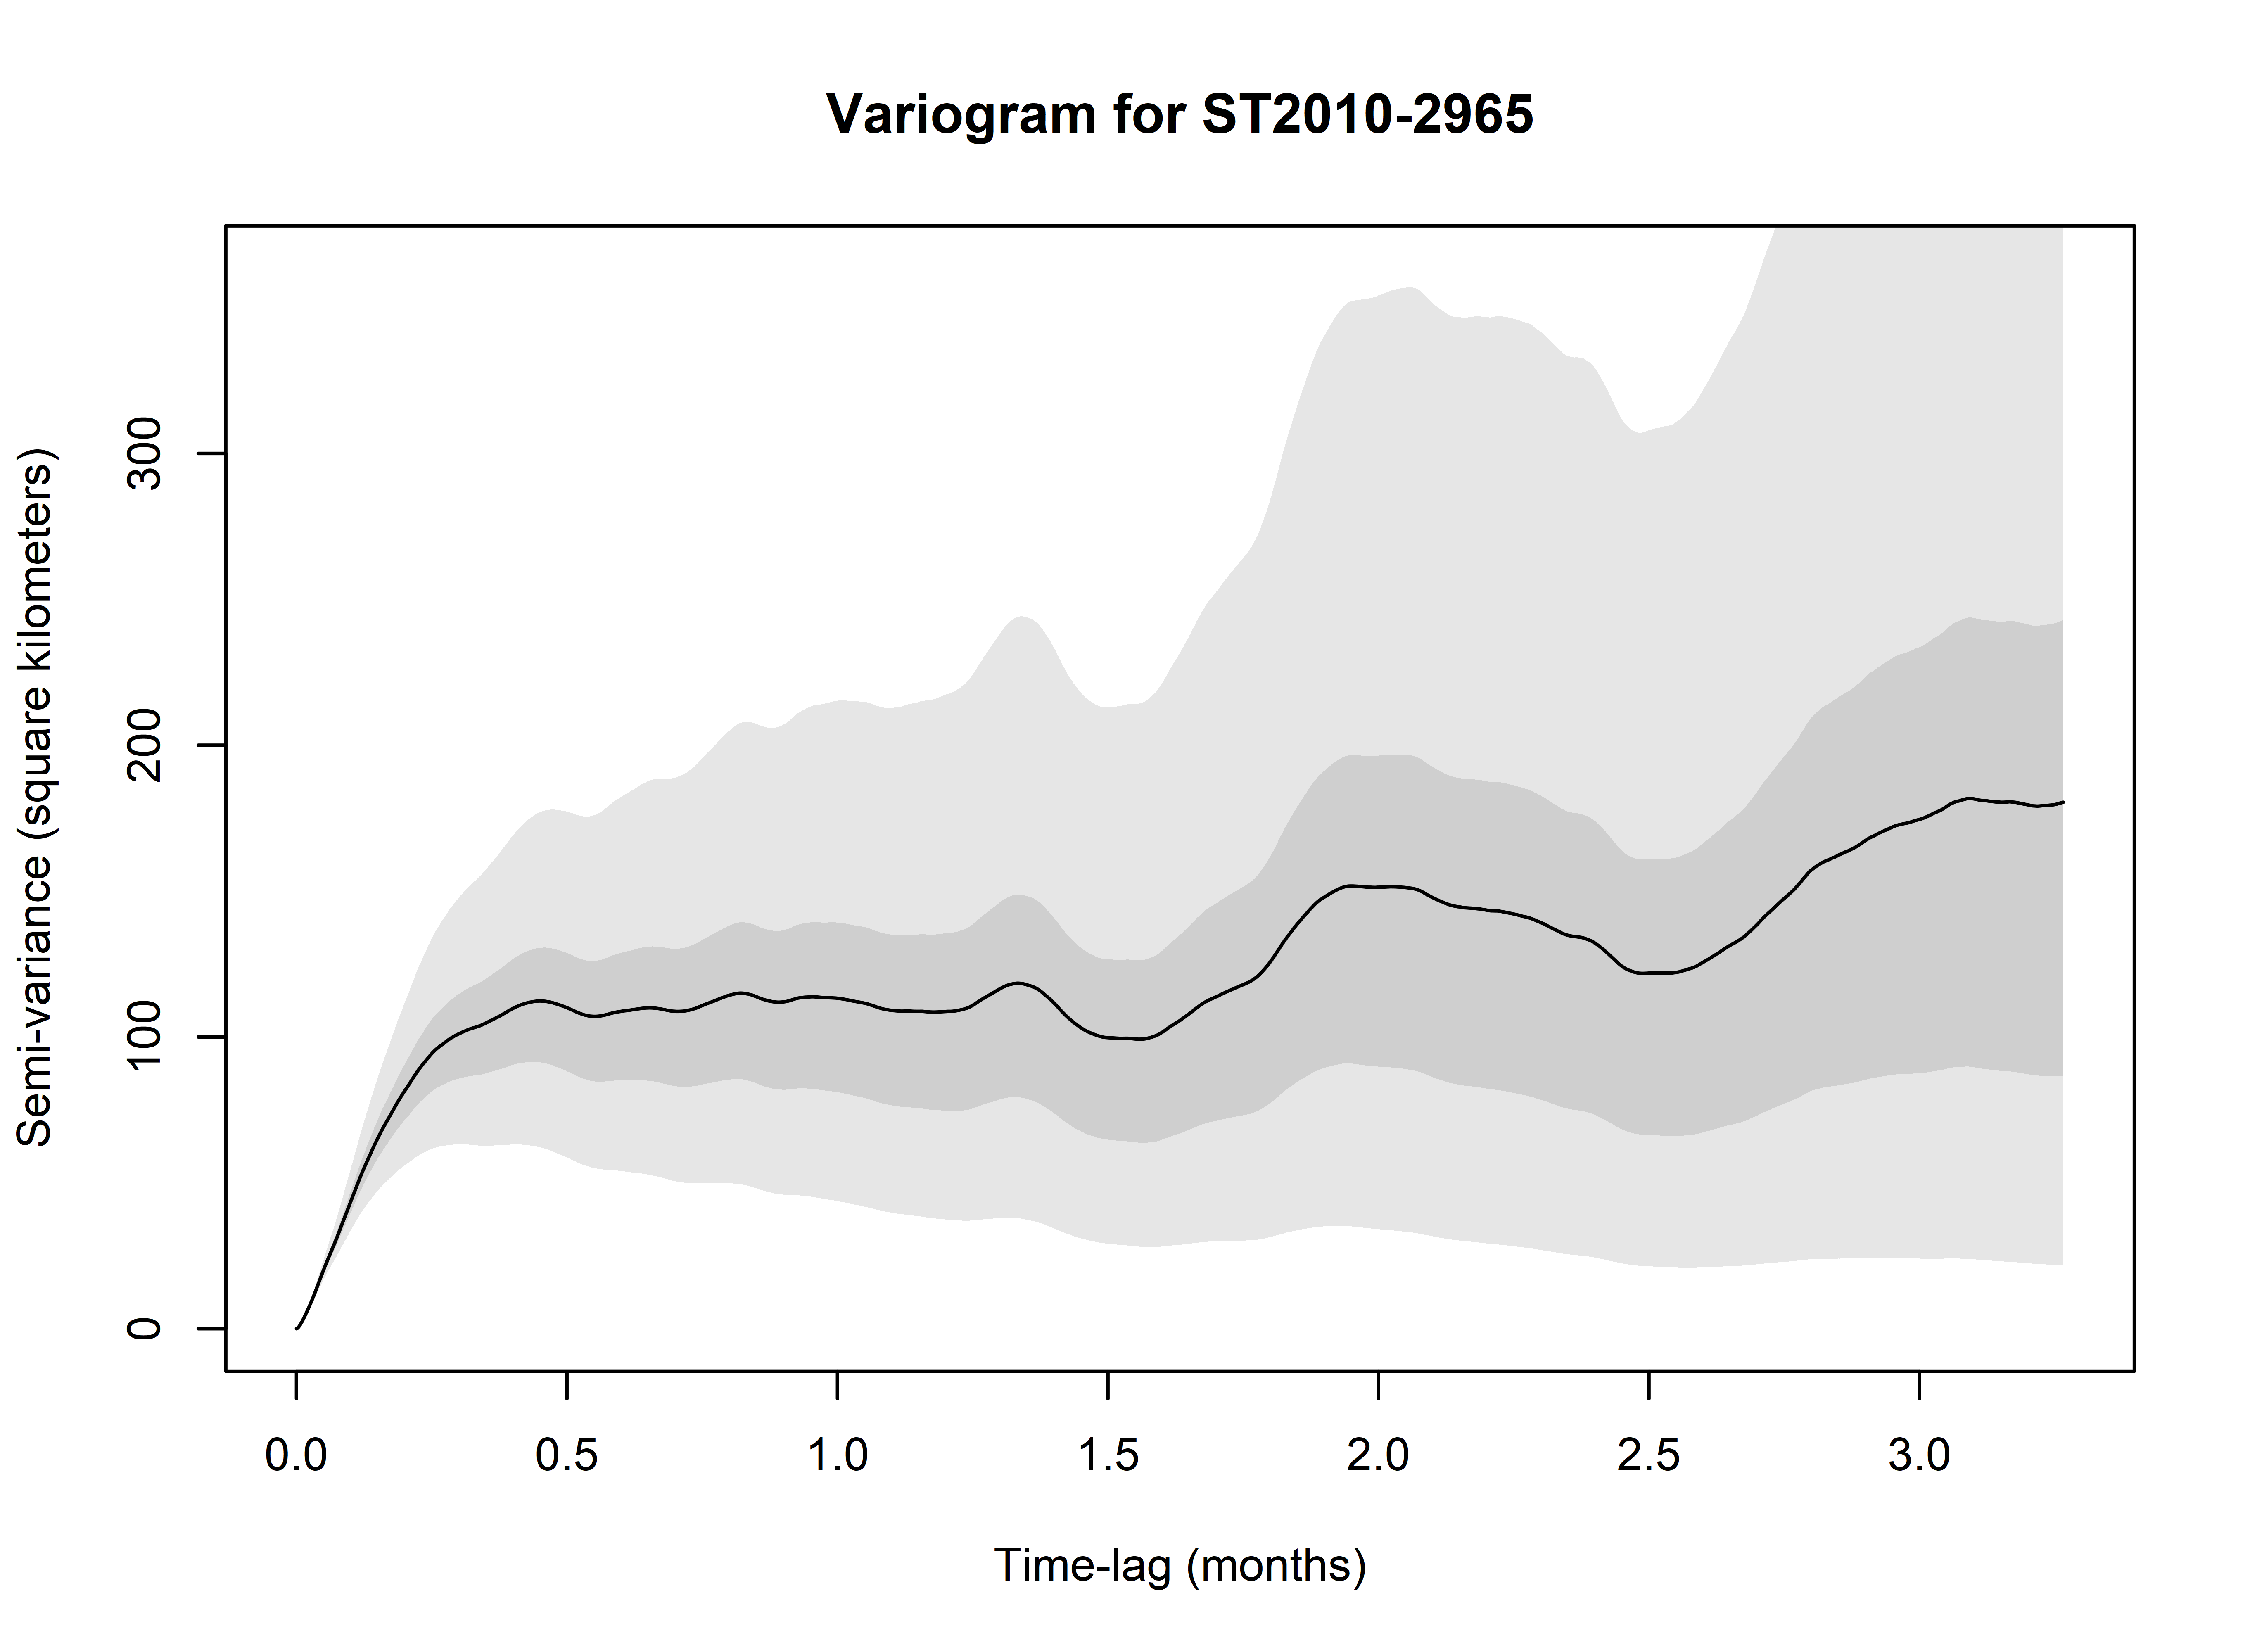 Variogram for ST2010-2965
Semi-variance (square kilometers)
300
200
100
0
0.0 0.5 1.0 1.5 2.0 2.5 3.0
Time-lag (months)